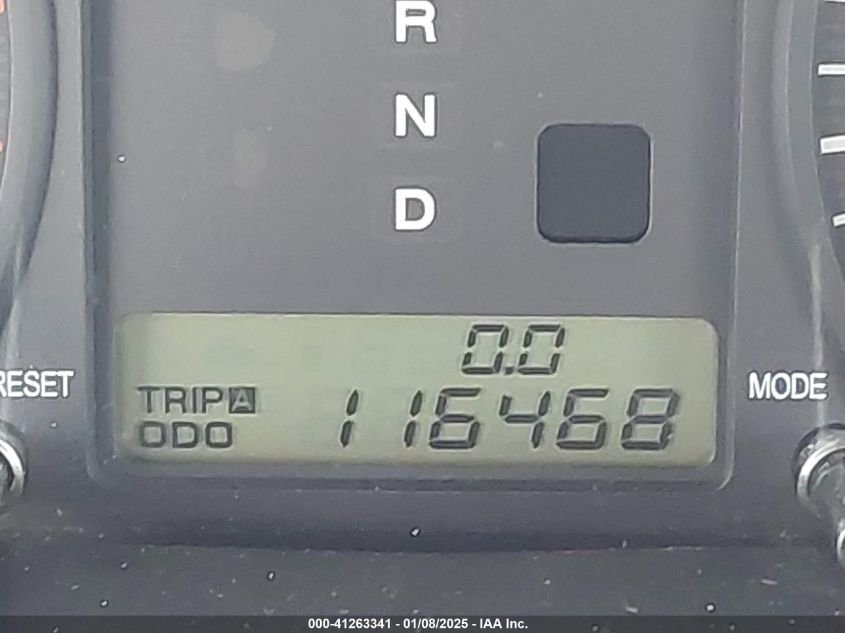 R
N
D
0.0
RESET
TRIP A
MODE
ODO 116468
000-41263341 - 01/08/2025 - IAA Inc.